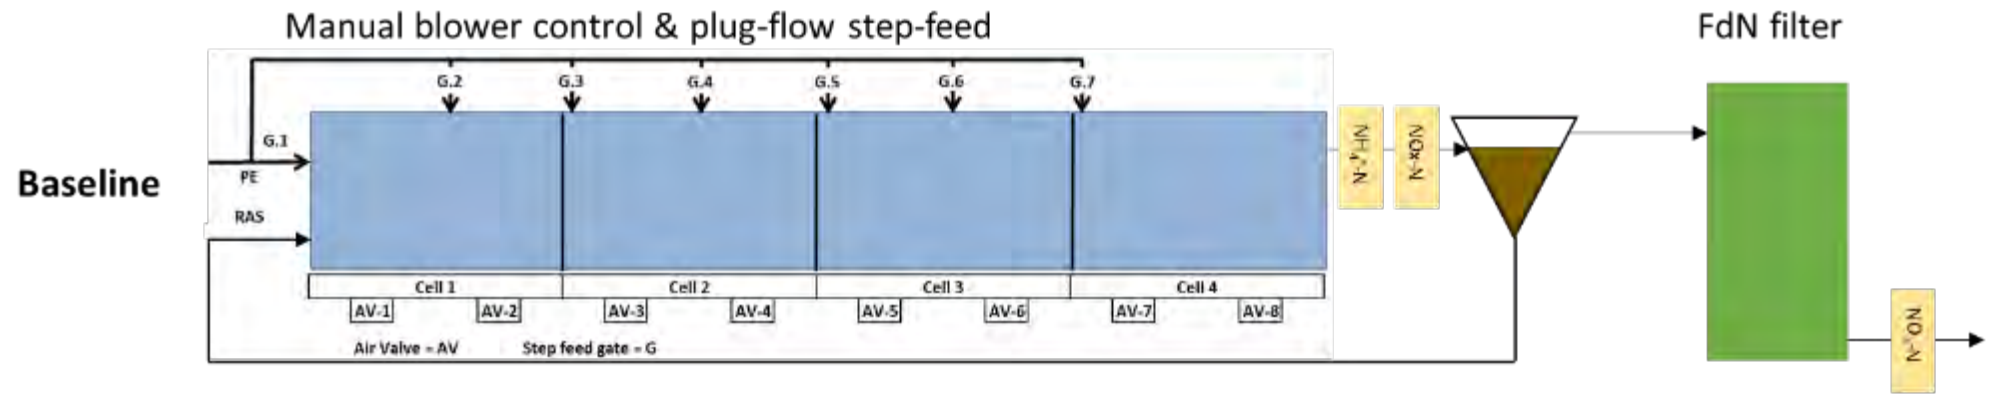 Manual blower control & plug-flow step-feed
FdN filter
G.2 G.3 G.4 G.5 G.6 G.7
G.1
PE
Baseline
RAS
NH₄-N
NOx-N
Cell 1 Cell 2 Cell 3 Cell 4
AV-1 AV-2 AV-3 AV-4 AV-5 AV-6 AV-7 AV-8
Air Valve = AV Step feed gate = G
NOx-N